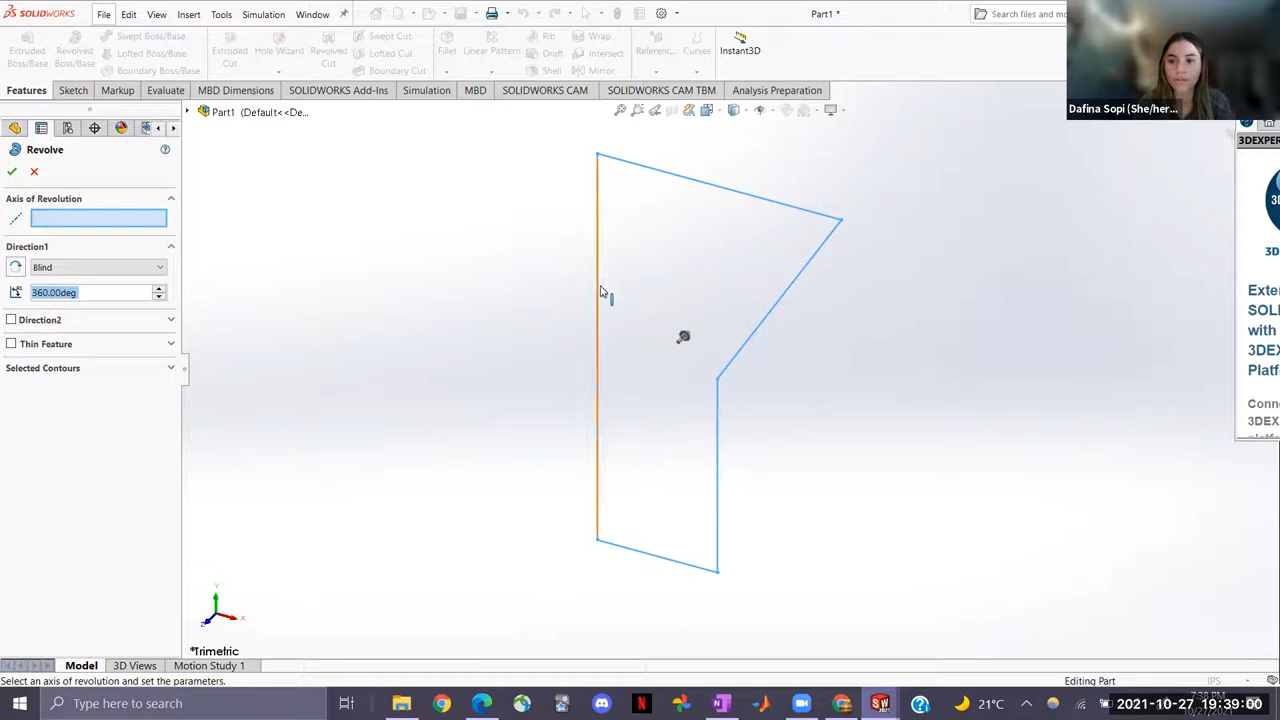 SOLIDWORKS File Edit View Insert Tools Simulation Window Part1 * Search files and mo
Extruded Boss/Base Revolved Boss/Base Swept Boss/Base Lofted Boss/Base Boundary Boss/Base Extruded Cut Hole Wizard Revolved Cut Swept Cut Lofted Cut Boundary Cut Fillet Linear Pattern Rib Draft Shell Wrap Intersect Mirror Referenc... Curves Instant3D
Features Sketch Markup Evaluate MBD Dimensions SOLIDWORKS Add-Ins Simulation MBD SOLIDWORKS CAM SOLIDWORKS CAM TBM Analysis Preparation
Dafina Sopi (She/her...
Part1 (Default<<De...
3DEXPER
Revolve
Axis of Revolution
Direction1
Blind
360.00deg
Direction2
Thin Feature
Selected Contours
3D
3DE
Exter
SOLI
with
3DEX
Platf
Conne
3DEX
Y
X
Z
*Trimetric
Model 3D Views Motion Study 1
Select an axis of revolution and set the parameters. Editing Part IPS
Type here to search
21°C
7:38 PM
2021-10-27 19:39:00